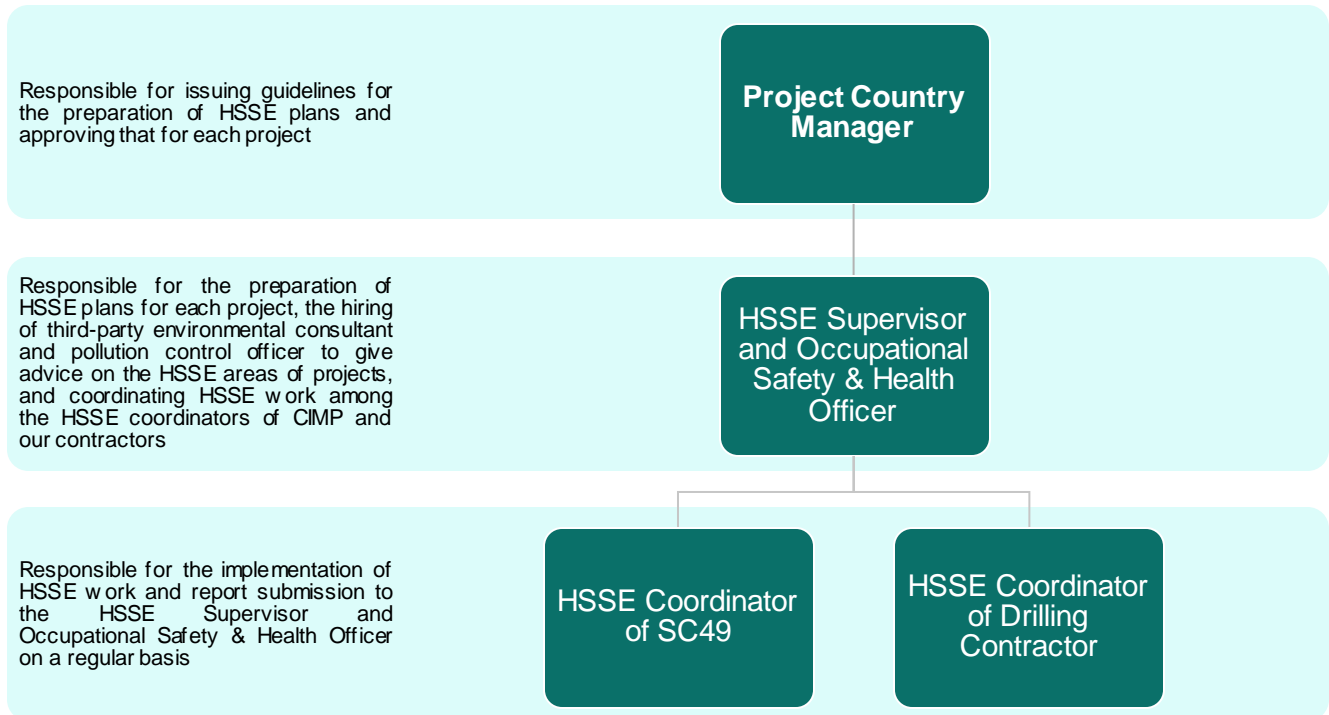 Responsible for issuing guidelines for
the preparation of HSSE plans and
approving that for each project
Project Country
Manager
Responsible for the preparation of
HSSE plans for each project, the hiring
of third-party environmental consultant
and pollution control officer to give
advice on the HSSE areas of projects,
and coordinating HSSE work among
the HSSE coordinators of CIMP and
our contractors
HSSE Supervisor
and Occupational
Safety & Health
Officer
Responsible for the implementation of
HSSE work and report submission to
the HSSE Supervisor and
Occupational Safety & Health Officer
on a regular basis
HSSE Coordinator
of SC49
HSSE Coordinator
of Drilling
Contractor